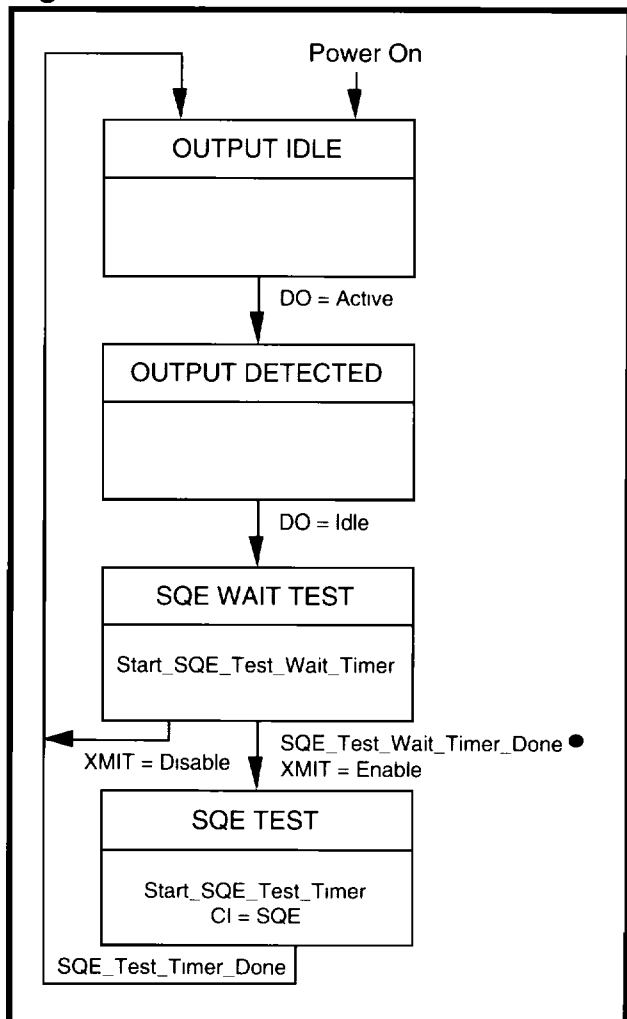 Power On
OUTPUT IDLE
DO = Active
OUTPUT DETECTED
DO = Idle
SQE WAIT TEST
Start_SQE_Test_Wait_Timer
XMIT = Disable
SQE_Test_Wait_Timer_Done ●
XMIT = Enable
SQE TEST
Start_SQE_Test_Timer
CI = SQE
SQE_Test_Timer_Done